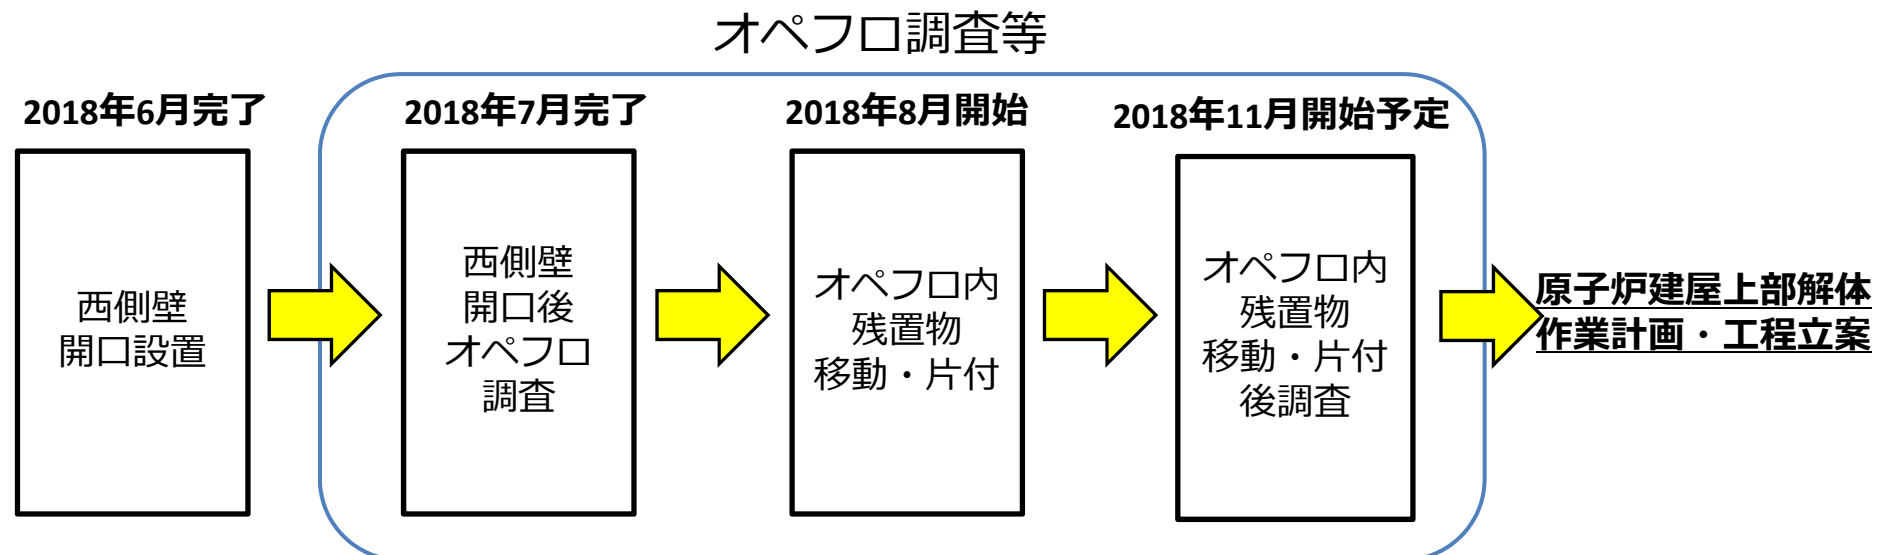 オペフロ調査等
2018年6月完了
西側壁
開口設置
2018年7月完了
西側壁
開口後
オペフロ
調査
2018年8月開始
オペフロ内
残置物
移動・片付
2018年11月開始予定
オペフロ内
残置物
移動・片付
後調査
原子炉建屋上部解体
作業計画・工程立案